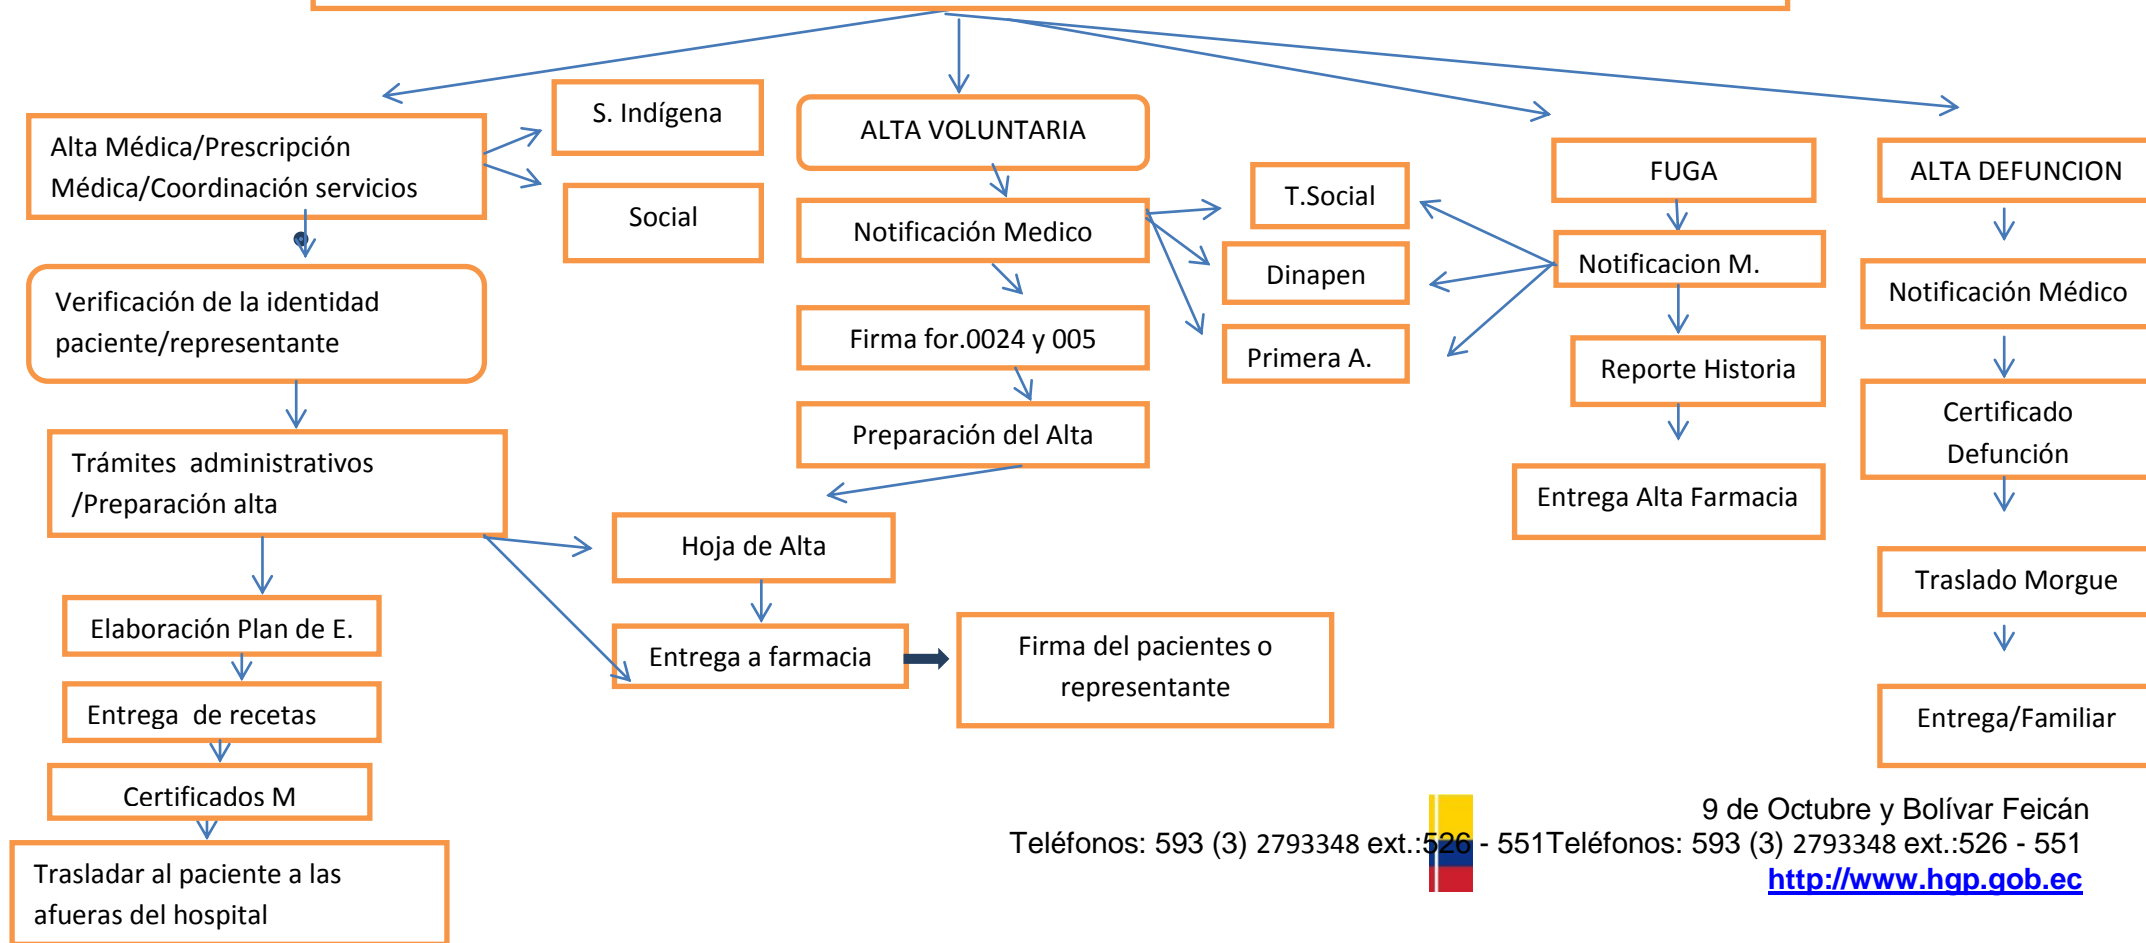 S. Indígena
ALTA VOLUNTARIA
Alta Médica/Prescripción
Médica/Coordinación servicios
FUGA
ALTA DEFUNCION
Social
T.Social
Notificación Medico
Notificacion M.
Dinapen
Notificación Médico
Verificación de la identidad
paciente/representante
Firma for.0024 y 005
Primera A.
Reporte Historia
Preparación del Alta
Certificado
Defunción
Trámites  administrativos
/Preparación alta
Entrega Alta Farmacia
Hoja de Alta
Traslado Morgue
Elaboración Plan de E.
Entrega a farmacia
Firma del pacientes o
representante
Entrega  de recetas
Entrega/Familiar
Certificados M
Trasladar al paciente a las
afueras del hospital
9 de Octubre y Bolívar Feicán
Teléfonos: 593 (3) 2793348 ext.:526 - 551Teléfonos: 593 (3) 2793348 ext.:526 - 551
http://www.hgp.gob.ec